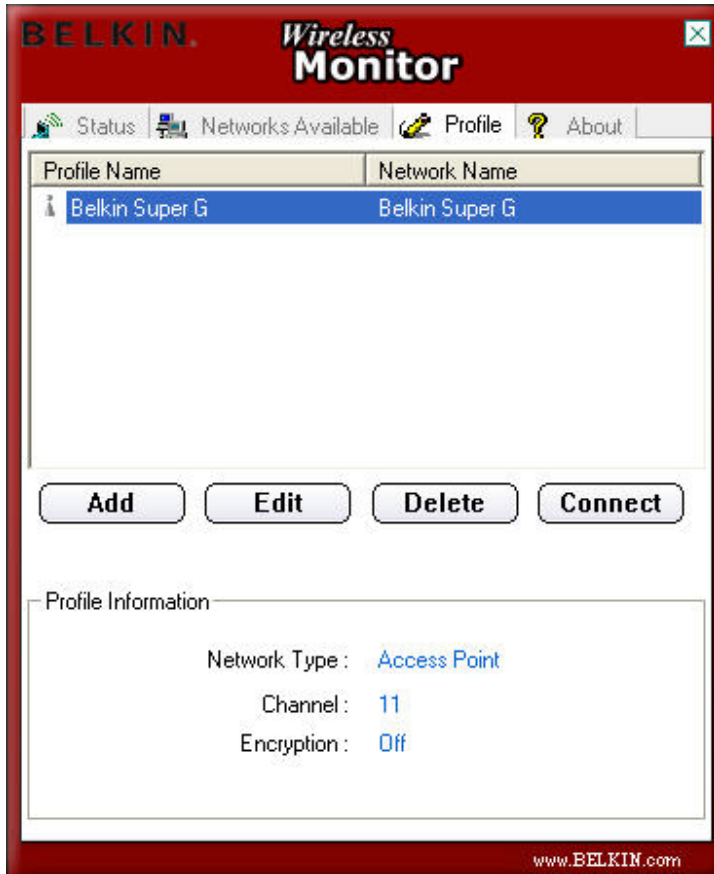 BELKIN. Wireless
Monitor
Status Networks Available Profile About
Profile Name Network Name
Belkin Super G Belkin Super G
Add Edit Delete Connect
Profile Information
Network Type : Access Point
Channel : 11
Encryption : Off
www.BELKIN.com